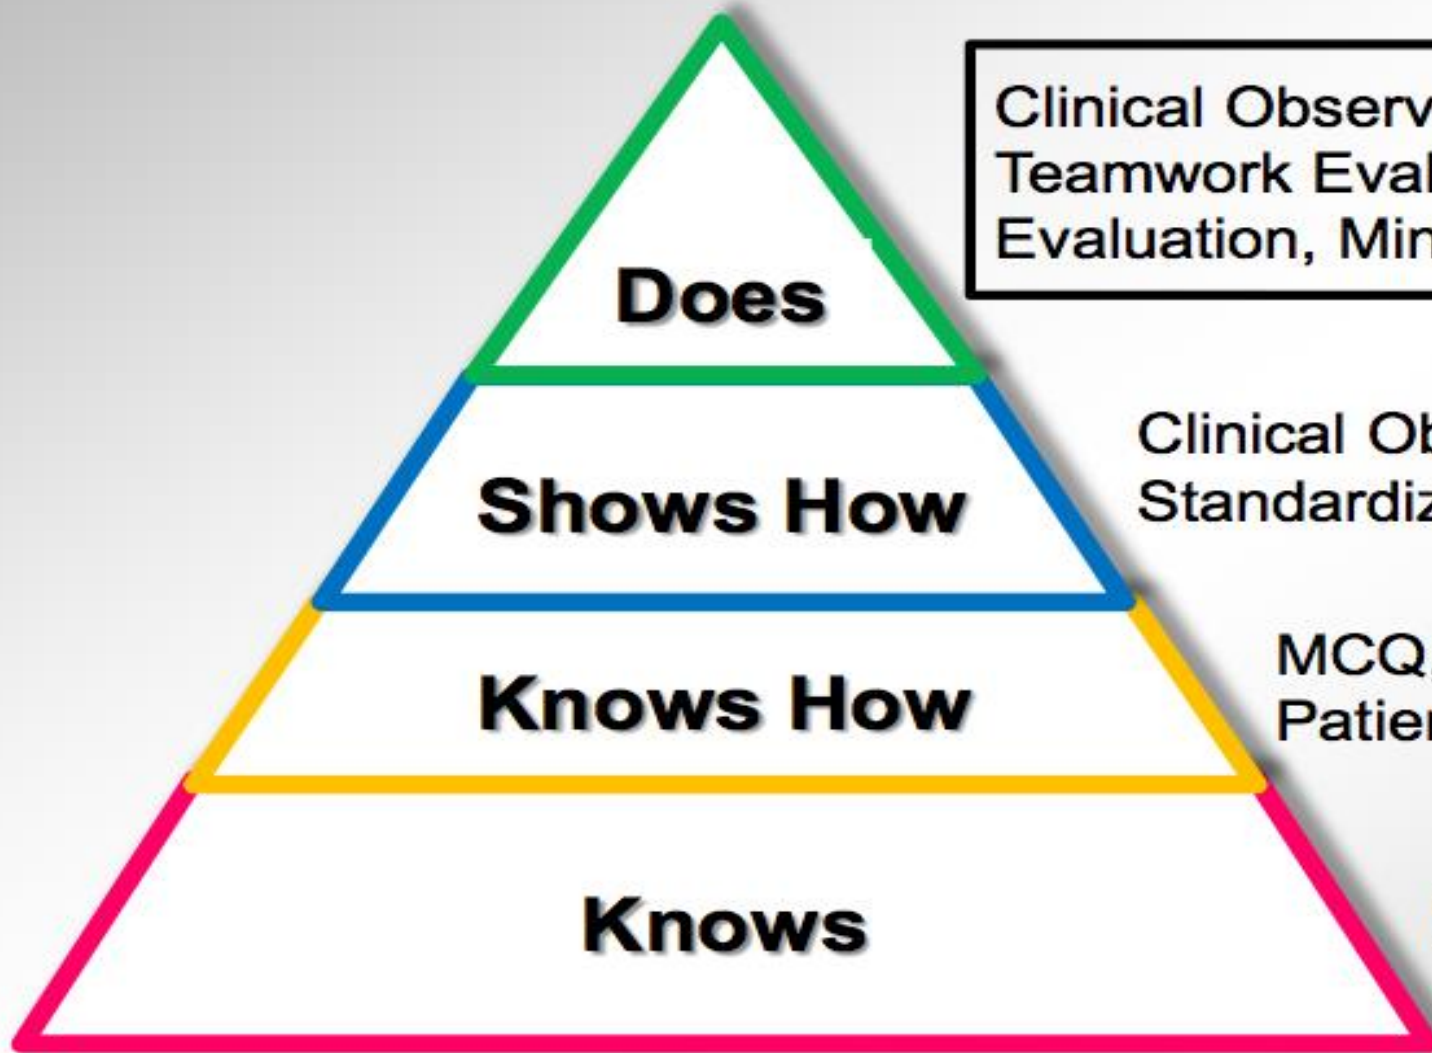 Clinical Observ
Teamwork Eval
Evaluation, Min
Does
Clinical Ob
Standardiz
Shows How
MCQ,
Patien
Knows How
Knows